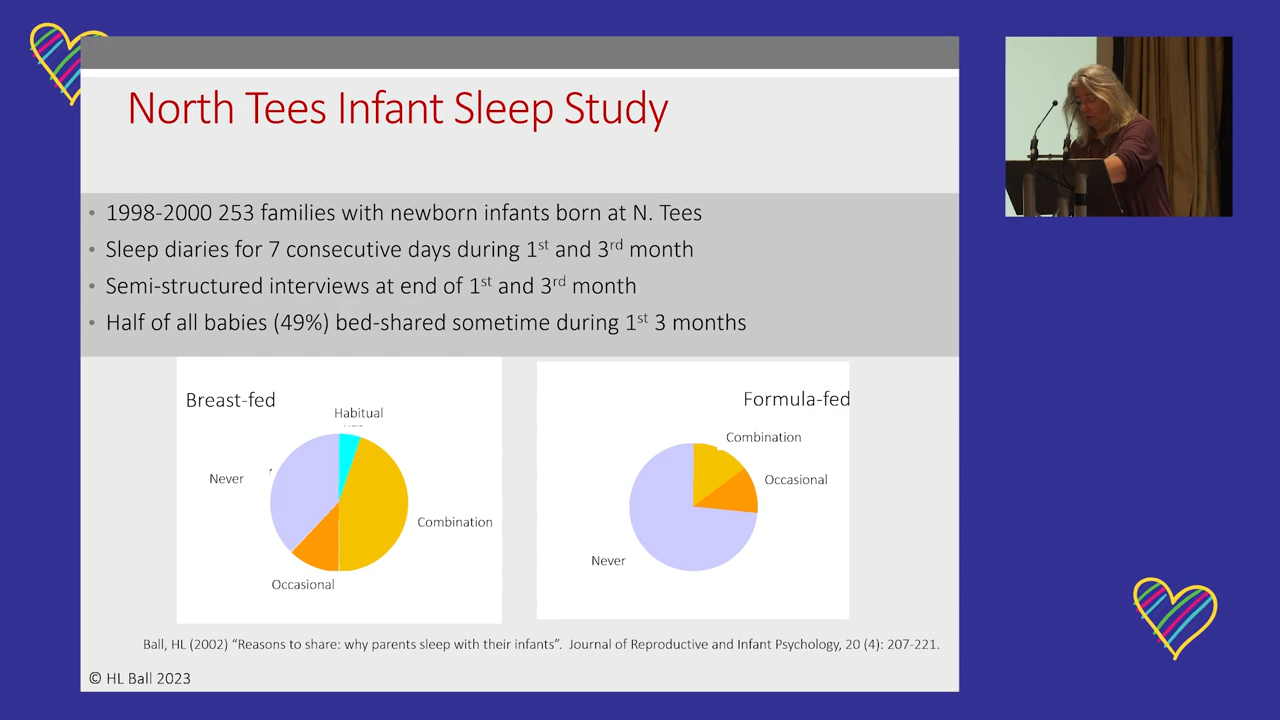 North Tees Infant Sleep Study
• 1998-2000 253 families with newborn infants born at N. Tees
• Sleep diaries for 7 consecutive days during 1st and 3rd month
• Semi-structured interviews at end of 1st and 3rd month
• Half of all babies (49%) bed-shared sometime during 1st 3 months
Breast-fed
Habitual
Never
Combination
Occasional
Formula-fed
Combination
Occasional
Never
Ball, HL (2002) “Reasons to share: why parents sleep with their infants”. Journal of Reproductive and Infant Psychology, 20 (4): 207-221.
© HL Ball 2023